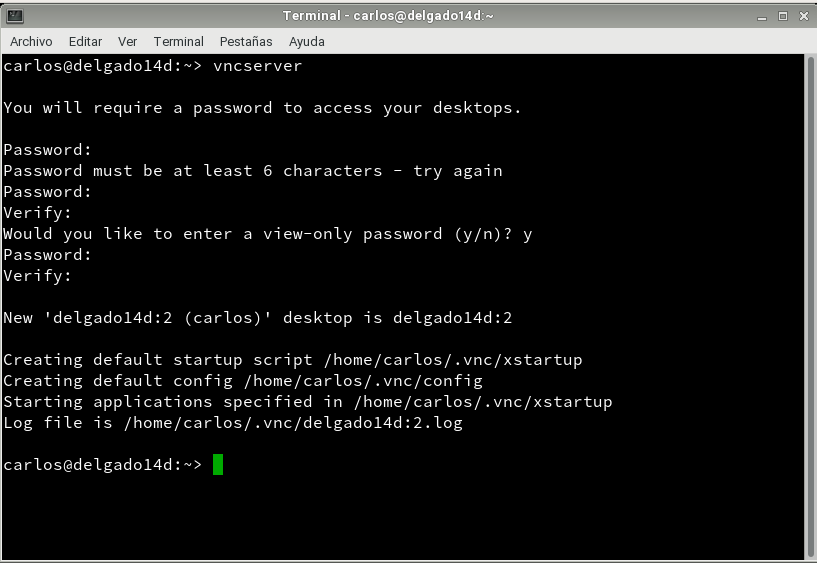 Terminal - carlos@delgado14d:~
Archivo Editar Ver Terminal Pestañas Ayuda
carlos@delgado14d:~> vncserver
You will require a password to access your desktops.
Password:
Password must be at least 6 characters - try again
Password:
Verify:
Would you like to enter a view-only password (y/n)? y
Password:
Verify:
New 'delgado14d:2 (carlos)' desktop is delgado14d:2
Creating default startup script /home/carlos/.vnc/xstartup
Creating default config /home/carlos/.vnc/config
Starting applications specified in /home/carlos/.vnc/xstartup
Log file is /home/carlos/.vnc/delgado14d:2.log
carlos@delgado14d:~>